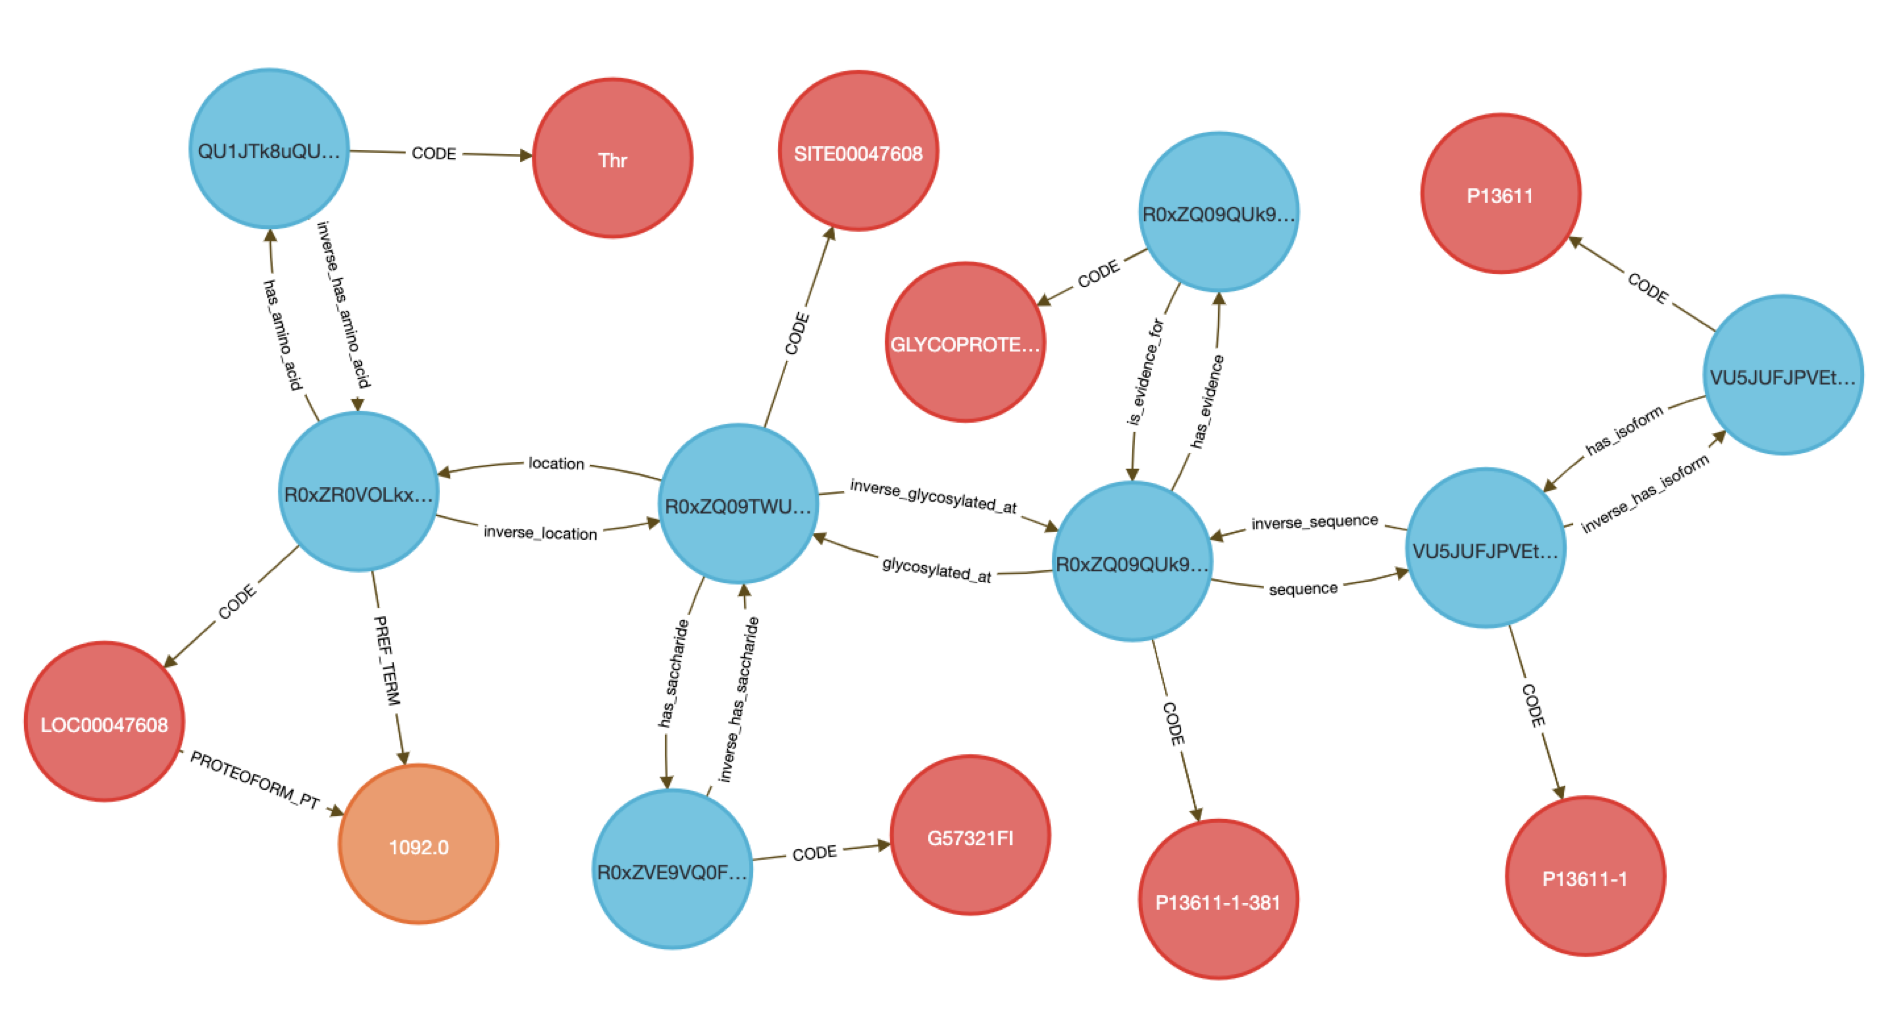 QU1JTk8uQU...
CODE
Thr
SITE00047608
R0xZQ09QUk9...
P13611
CODE
GLYCOPROTE...
CODE
VU5JUFJPVEt...
has_amino_acid
inverse_has_amino_acid
CODE
is_evidence_for
has_evidence
has_isoform
inverse_has_isoform
R0xZR0VOLkx...
location
inverse_location
R0xZQ09TWU...
inverse_glycosylated_at
glycosylated_at
R0xZQ09QUk9...
inverse_sequence
sequence
VU5JUFJPVEt...
CODE
PREF_TERM
has_saccharide
inverse_has_saccharide
CODE
CODE
LOC00047608
PROTEOFORM_PT
1092.0
R0xZVE9VQ0F...
CODE
G57321FI
P13611-1-381
P13611-1